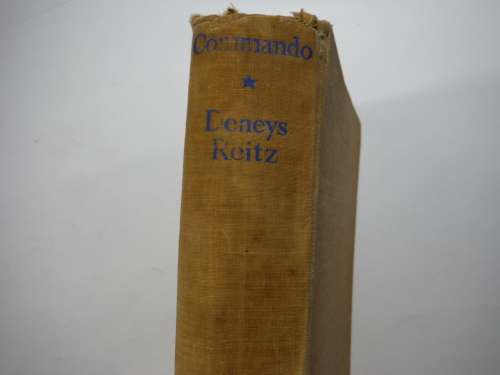 Commando
Deneys
Reitz